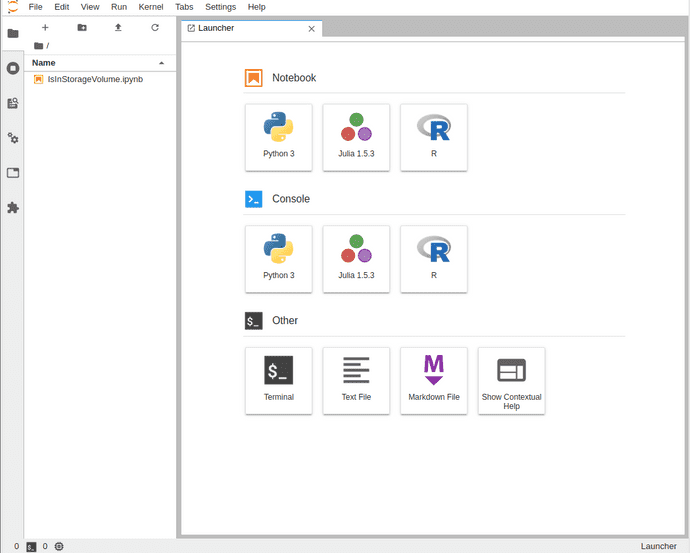 File Edit View Run Kernel Tabs Settings Help
Launcher
/
Name
IsInStorageVolume.ipynb
Notebook
Python 3
Julia 1.5.3
R
Console
Python 3
Julia 1.5.3
R
$_ Other
$_
Terminal
Text File
Markdown File
Show Contextual
Help
0 $_ 0
Launcher